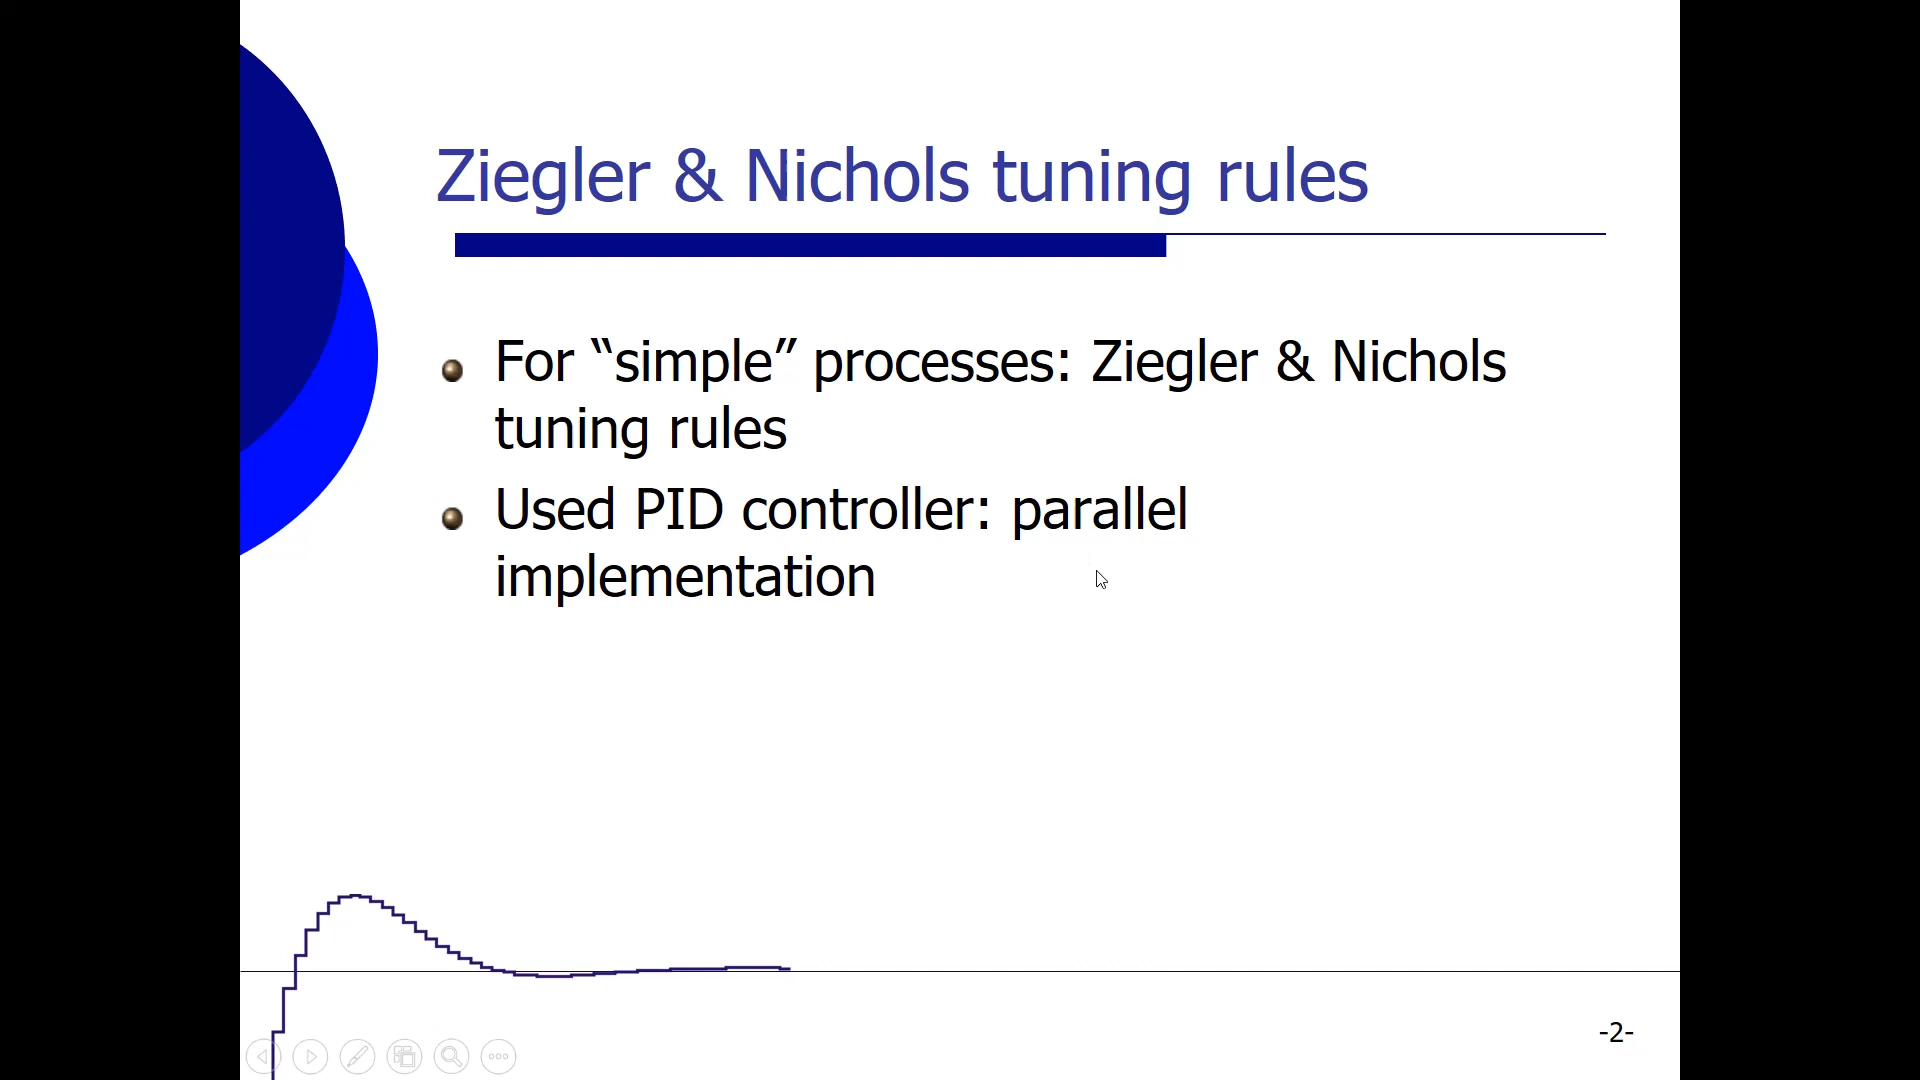 Ziegler & Nichols tuning rules
For “simple” processes: Ziegler & Nichols
tuning rules
Used PID controller: parallel
implementation
-2-